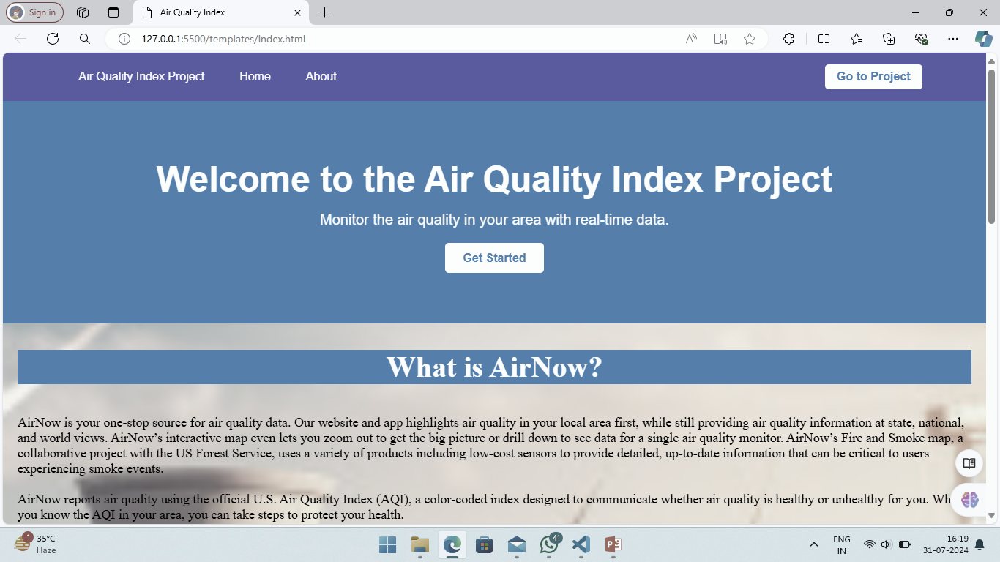 Sign in
Air Quality Index
127.0.0.1:5500/templates/Index.html
Air Quality Index Project Home About Go to Project
Welcome to the Air Quality Index Project
Monitor the air quality in your area with real-time data.
Get Started
What is AirNow?
AirNow is your one-stop source for air quality data. Our website and app highlights air quality in your local area first, while still providing air quality information at state, national,
and world views. AirNow’s interactive map even lets you zoom out to get the big picture or drill down to see data for a single air quality monitor. AirNow’s Fire and Smoke map, a
collaborative project with the US Forest Service, uses a variety of products including low-cost sensors to provide detailed, up-to-date information that can be critical to users
experiencing smoke events.
AirNow reports air quality using the official U.S. Air Quality Index (AQI), a color-coded index designed to communicate whether air quality is healthy or unhealthy for you. Wh
you know the AQI in your area, you can take steps to protect your health.
1
35°C
Haze
41
ENG
IN
16:19
31-07-2024